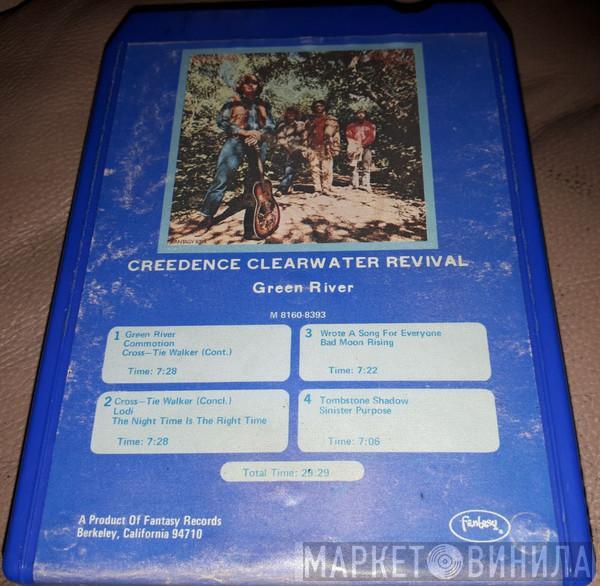 FANTASY 8393
CREEDENCE CLEARWATER REVIVAL
Green River
M 8160-8393
1 Green River
Commotion
Cross-Tie Walker (Cont.)
Time: 7:28
2 Cross-Tie Walker (Concl.)
Lodi
The Night Time Is The Right Time
Time: 7:28
3 Wrote A Song For Everyone
Bad Moon Rising
Time: 7:22
4 Tombstone Shadow
Sinister Purpose
Time: 7:06
Total Time: 29:29
A Product Of Fantasy Records
Berkeley, California 94710
fantasy
МАРКЕТ ВИНИЛА